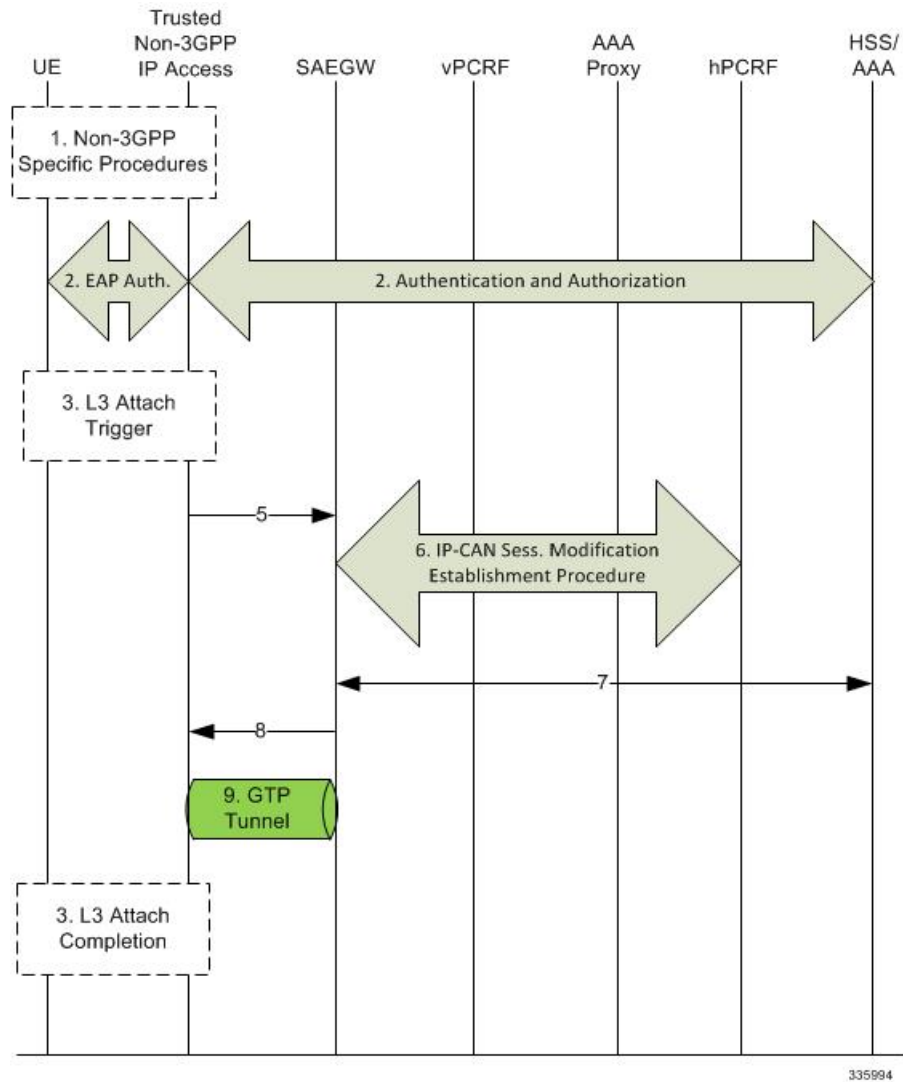 UE
Trusted
Non-3GPP
IP Access
SAEGW
vPCRF
AAA
Proxy
hPCRF
HSS/
AAA
1. Non-3GPP
Specific Procedures
2. EAP Auth.
2. Authentication and Authorization
3. L3 Attach
Trigger
5
6. IP-CAN Sess. Modification
Establishment Procedure
7
8
9. GTP
Tunnel
3. L3 Attach
Completion
335994